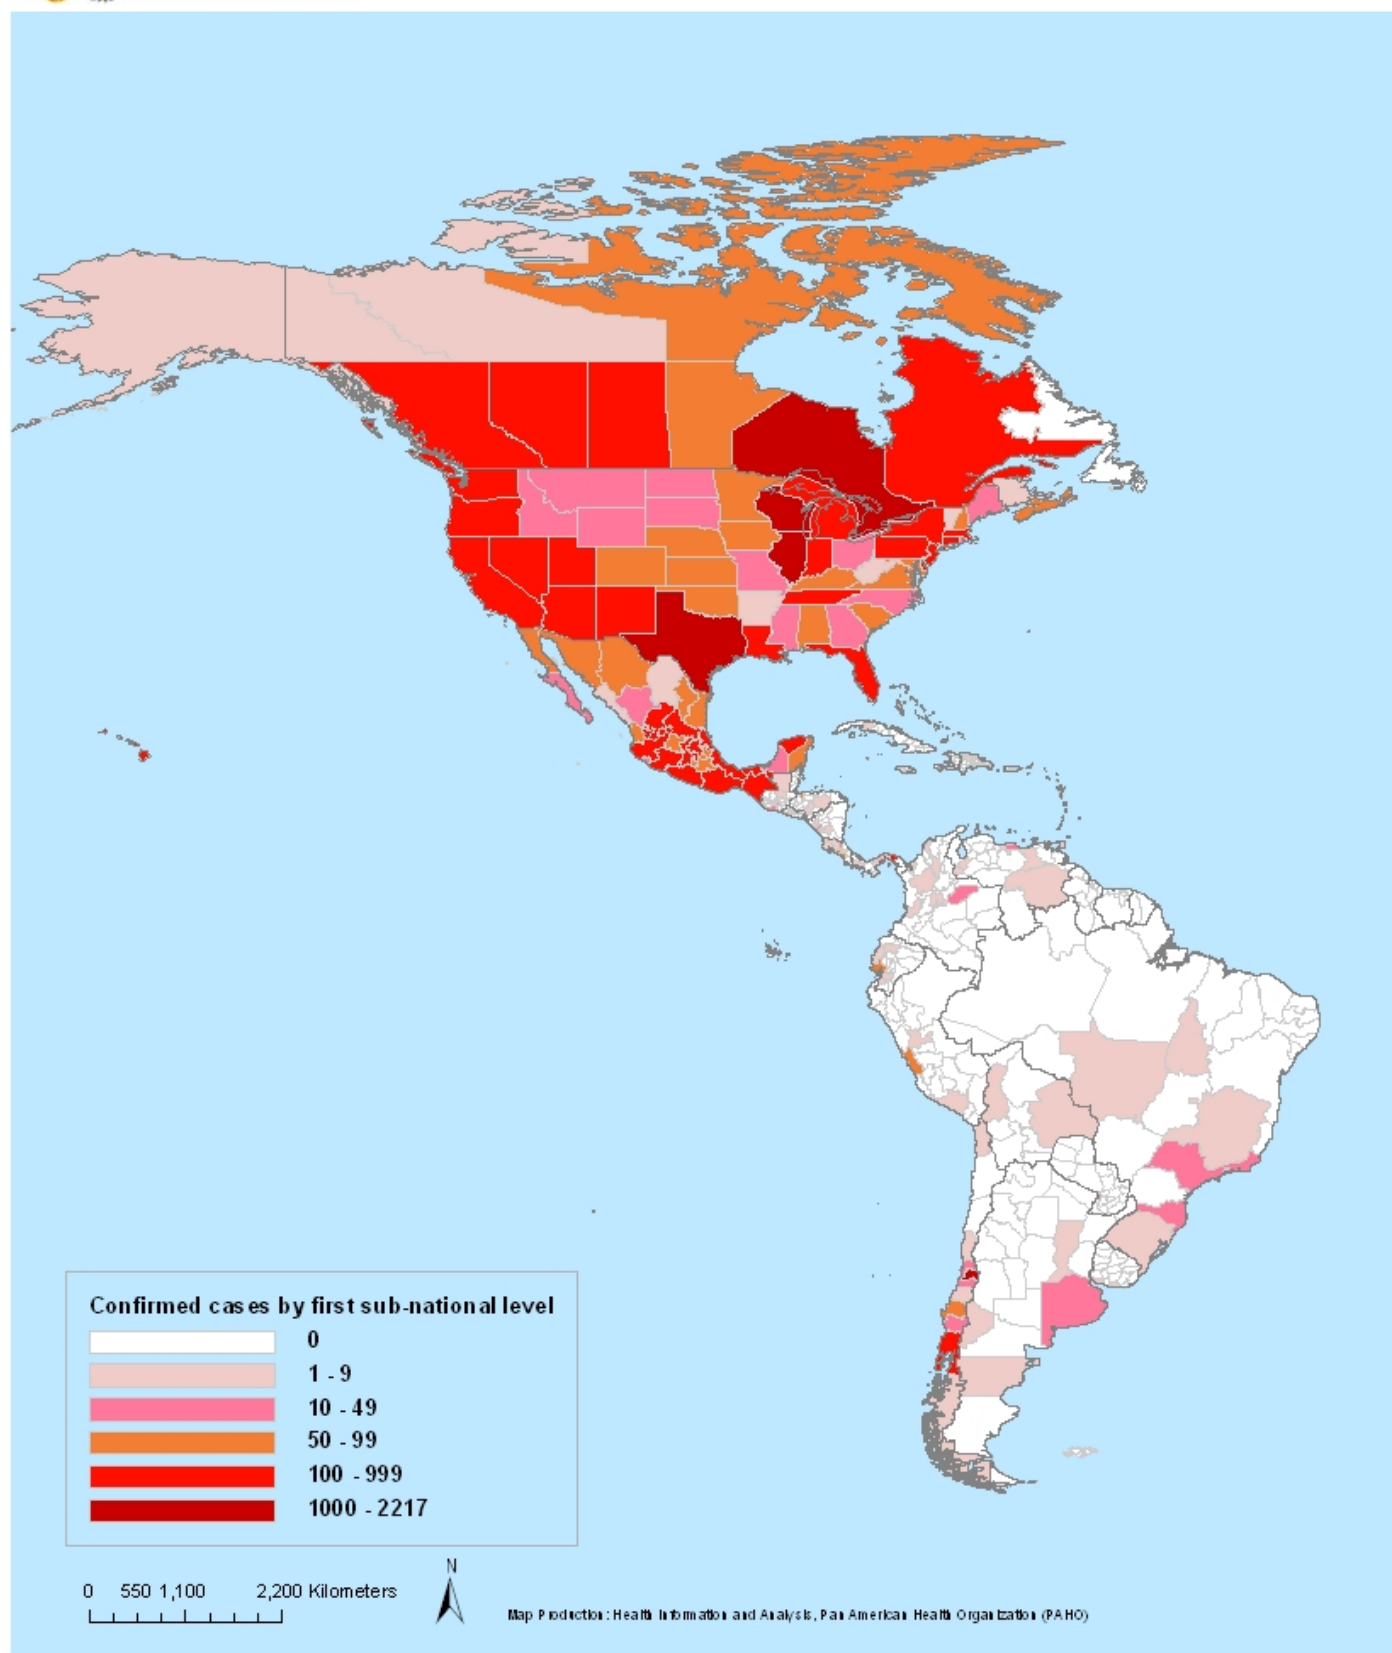 Confirmed cases by first sub-national level
0
1 - 9
10 - 49
50 - 99
100 - 999
1000 - 2217
N
0 550 1,100 2,200 Kilometers
Map Production: Health Information and Analysis, Pan American Health Organization (PAHO)